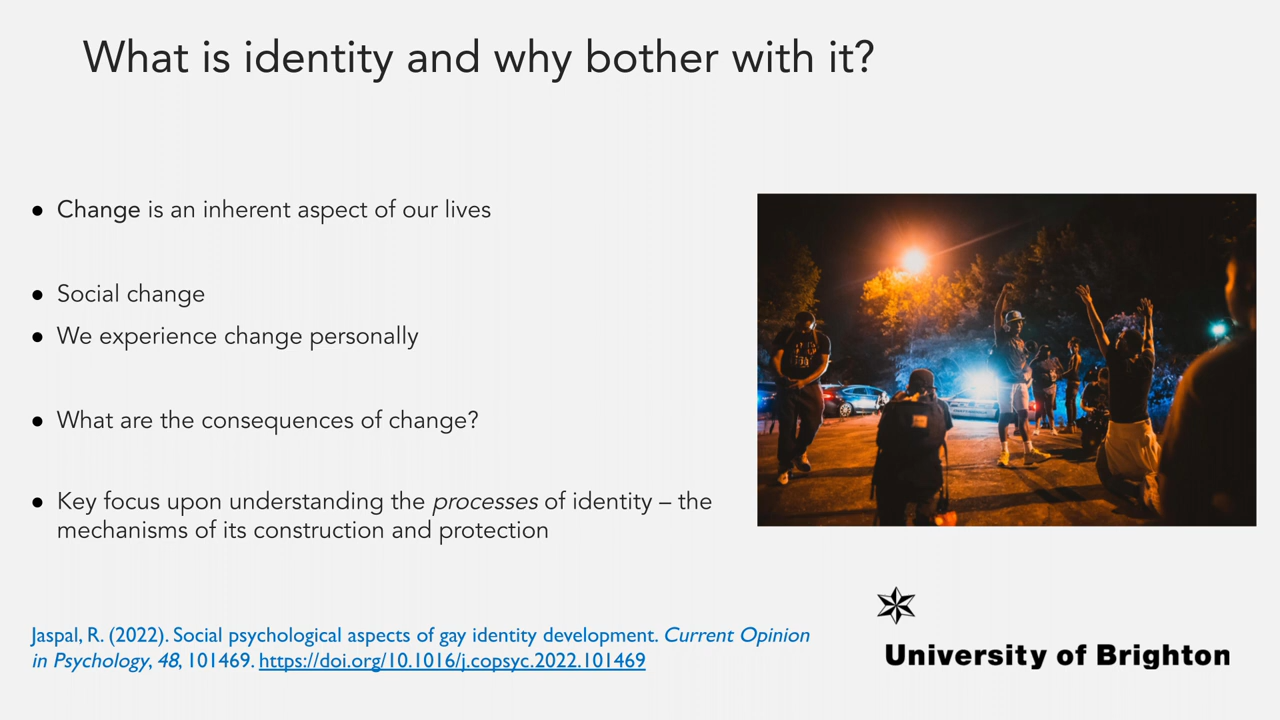 What is identity and why bother with it?
● Change is an inherent aspect of our lives
● Social change
● We experience change personally
● What are the consequences of change?
● Key focus upon understanding the processes of identity – the
mechanisms of its construction and protection
Jaspal, R. (2022). Social psychological aspects of gay identity development. Current Opinion
in Psychology, 48, 101469. https://doi.org/10.1016/j.copsyc.2022.101469
University of Brighton